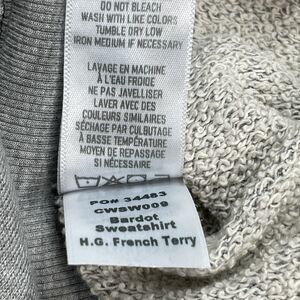 DO NOT BLEACH
WASH WITH LIKE COLORS
TUMBLE DRY LOW
IRON MEDIUM IF NECESSARY
LAVAGE EN MACHINE
À L'EAU FROIDE
NE PAS JAVELLISER
LAVER AVEC DES
COULEURS SIMILAIRES
SÉCHAGE PAR CULBUTAGE
À BASSE TEMPÉRATURE
MOYEN DE REPASSAGE
SI NÉCESSAIRE
PO# 34483
CWSW009
Bardot
Sweatshirt
H.G. French Terry